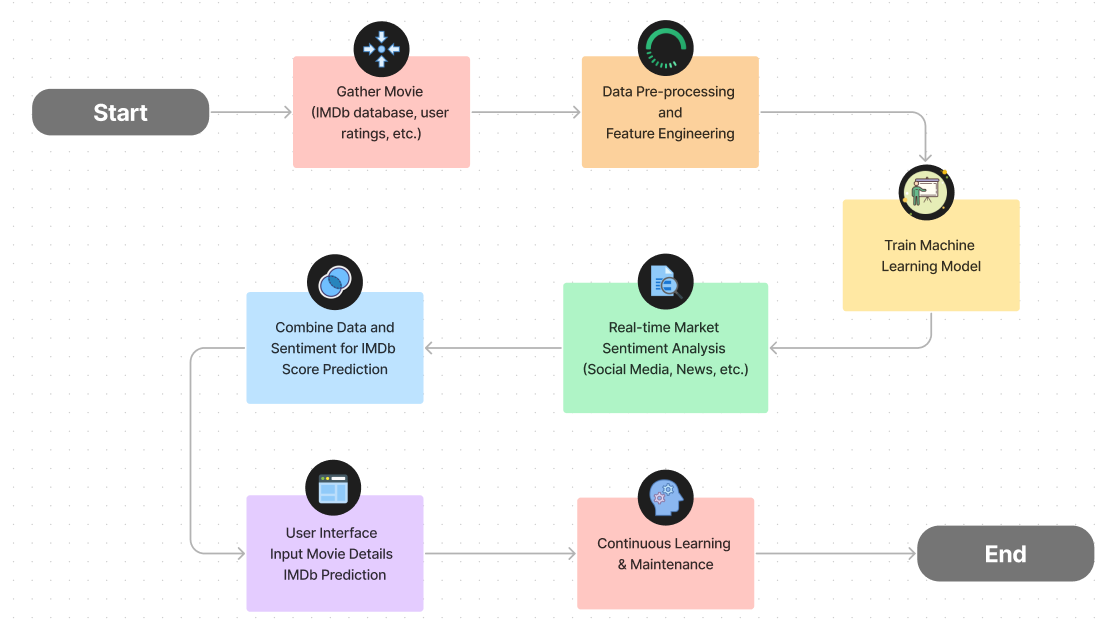 Start
Gather Movie
(IMDb database, user
ratings, etc.)
Data Pre-processing
and
Feature Engineering
Train Machine
Learning Model
Real-time Market
Sentiment Analysis
(Social Media, News, etc.)
Combine Data and
Sentiment for IMDb
Score Prediction
User Interface
Input Movie Details
IMDb Prediction
Continuous Learning
& Maintenance
End